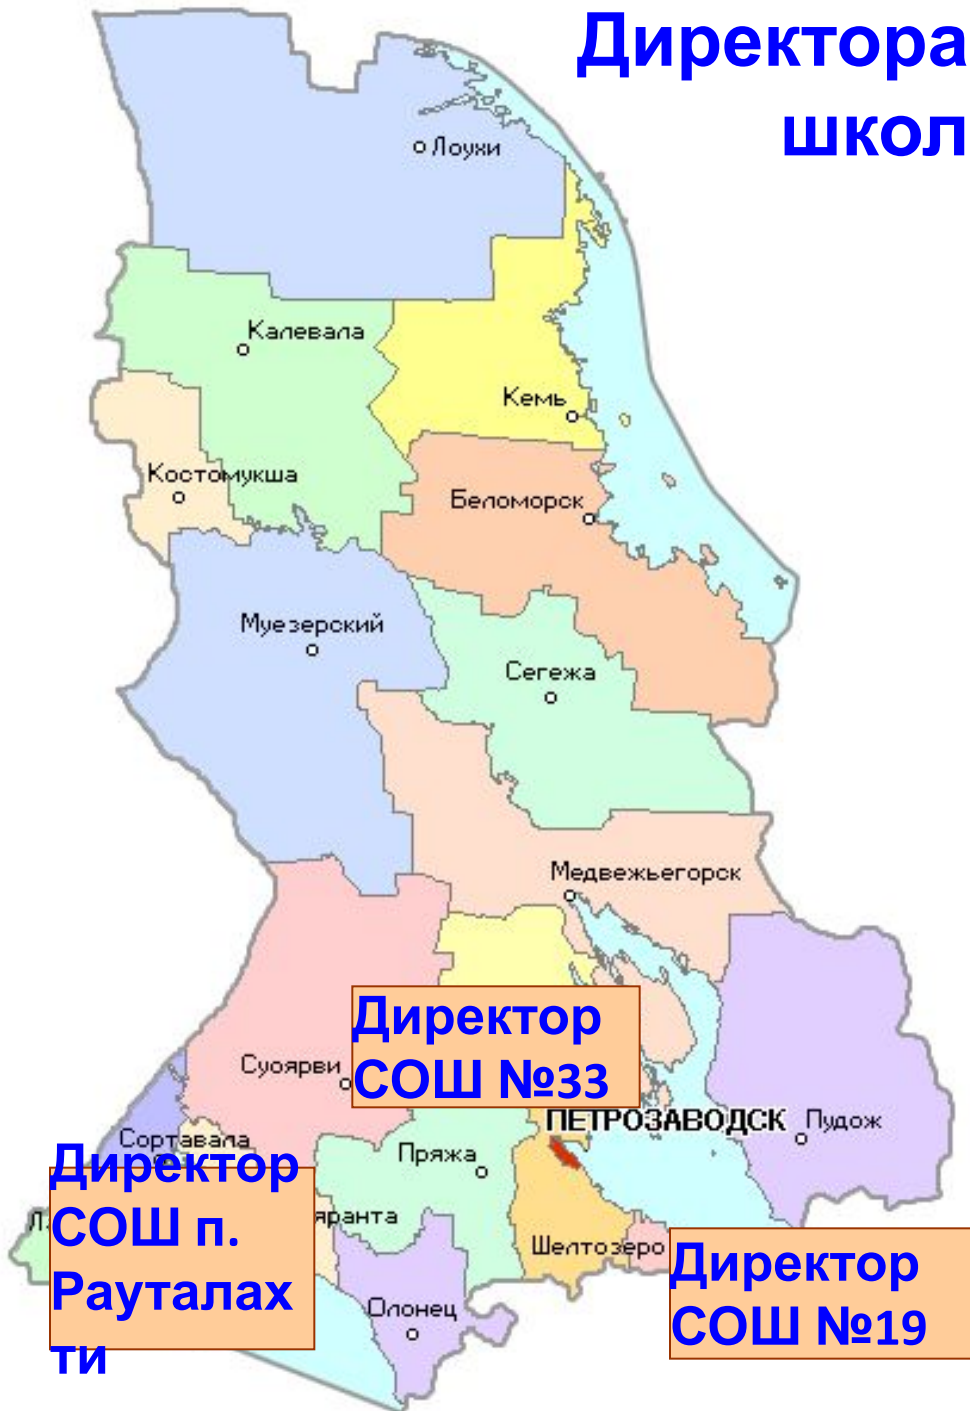 Директора
школ
Лоухи
Калевала
Кемь
Костомукша
Беломорск
Муезерский
Сегежа
Медвежьегорск
Директор
СОШ №33
Суоярви
ПЕТРОЗАВОДСК
Пудож
Сортавала
Пряжа
Директор
СОШ п.
Рауталах
ти
яранта
Шелтозеро
Директор
СОШ №19
Олонец